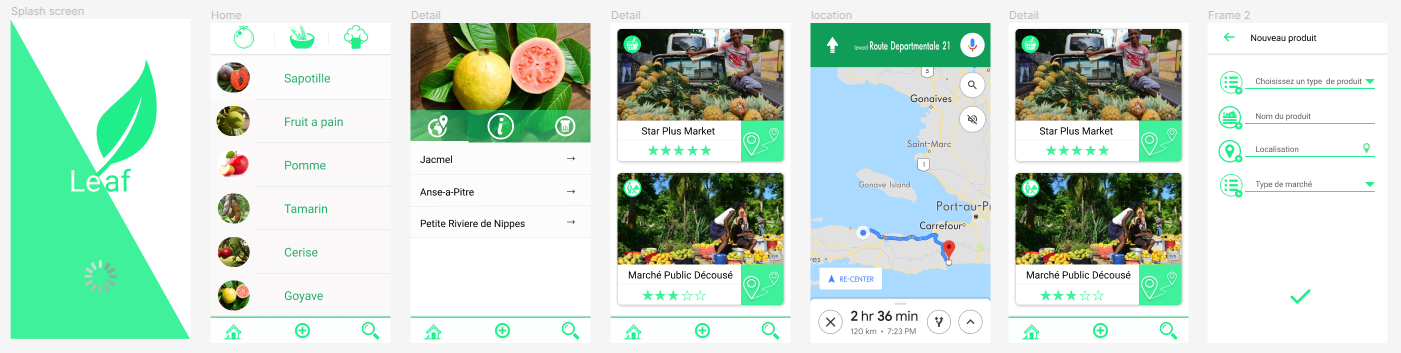 Splash screen
Leaf
Home
Sapotille
Fruit a pain
Pomme
Tamarin
Cerise
Goyave
Detail
Jacmel
Anse-a-Pitre
Petite Riviere de Nippes
Detail
Star Plus Market
Marché Public Décousé
location
toward Route Departmentale 21
5
Gonaives
Saint-Marc
1
Gonave Island
Port-au-P
Carrefour
yes
RE-CENTER
2 hr 36 min
120 km • 7:23 PM
Detail
Star Plus Market
Marché Public Décousé
Frame 2
Nouveau produit
Choisissez un type de produit
Nom du produit
Localisation
Type de marché